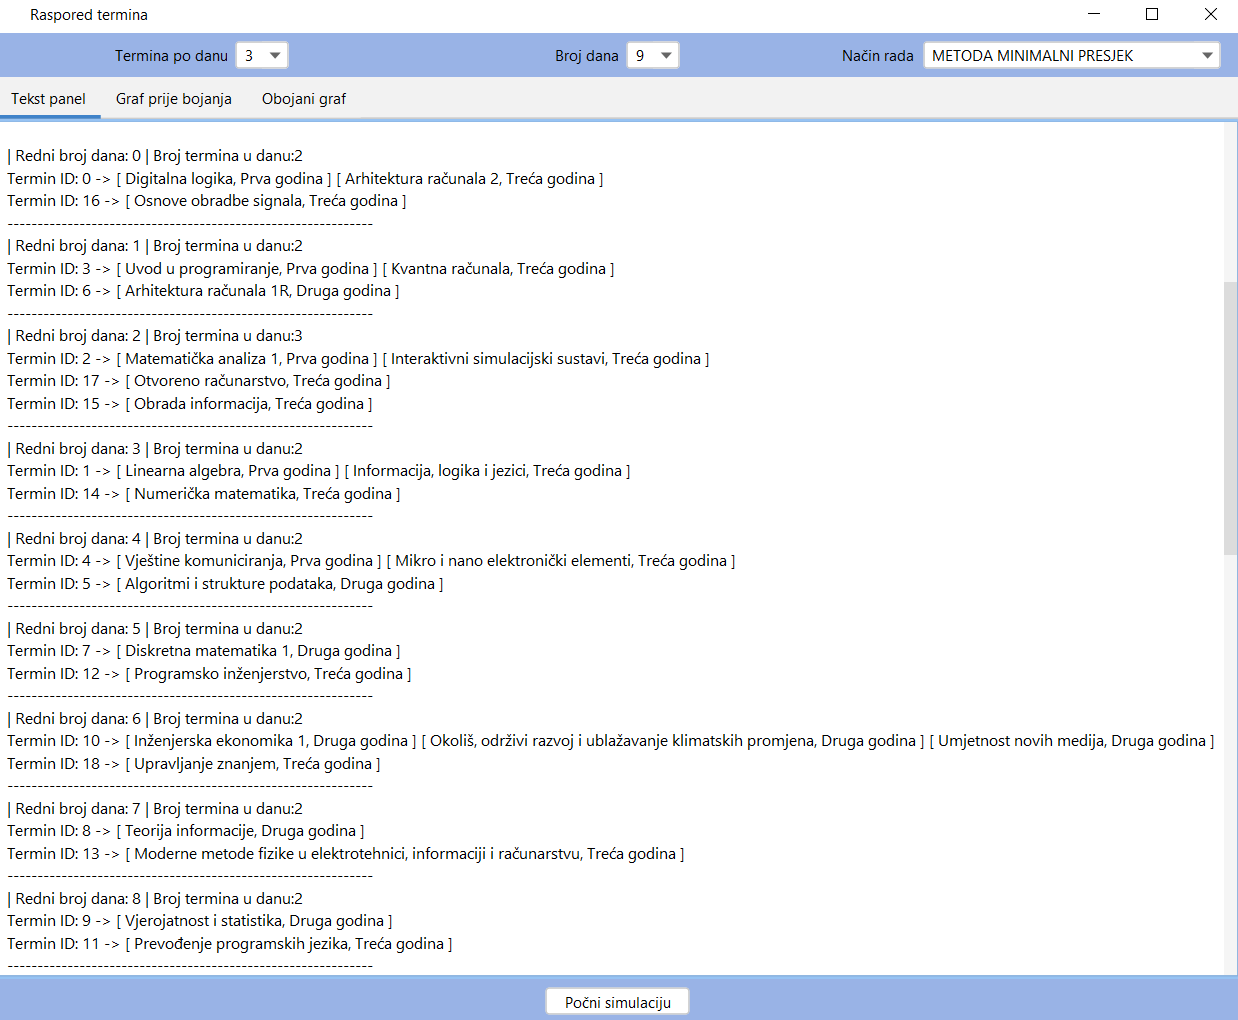 Raspored termina
Termina po danu 3 Broj dana 9 Način rada METODA MINIMALNI PRESJEK
Tekst panel Graf prije bojanja Obojani graf
| Redni broj dana: 0 | Broj termina u danu:2
Termin ID: 0 -> [ Digitalna logika, Prva godina ] [ Arhitektura računala 2, Treća godina ]
Termin ID: 16 -> [ Osnove obradbe signala, Treća godina ]
-------------------------------------------------------------
| Redni broj dana: 1 | Broj termina u danu:2
Termin ID: 3 -> [ Uvod u programiranje, Prva godina ] [ Kvantna računala, Treća godina ]
Termin ID: 6 -> [ Arhitektura računala 1R, Druga godina ]
-------------------------------------------------------------
| Redni broj dana: 2 | Broj termina u danu:3
Termin ID: 2 -> [ Matematička analiza 1, Prva godina ] [ Interaktivni simulacijski sustavi, Treća godina ]
Termin ID: 17 -> [ Otvoreno računarstvo, Treća godina ]
Termin ID: 15 -> [ Obrada informacija, Treća godina ]
-------------------------------------------------------------
| Redni broj dana: 3 | Broj termina u danu:2
Termin ID: 1 -> [ Linearna algebra, Prva godina ] [ Informacija, logika i jezici, Treća godina ]
Termin ID: 14 -> [ Numerička matematika, Treća godina ]
-------------------------------------------------------------
| Redni broj dana: 4 | Broj termina u danu:2
Termin ID: 4 -> [ Vještine komuniciranja, Prva godina ] [ Mikro i nano elektronički elementi, Treća godina ]
Termin ID: 5 -> [ Algoritmi i strukture podataka, Druga godina ]
-------------------------------------------------------------
| Redni broj dana: 5 | Broj termina u danu:2
Termin ID: 7 -> [ Diskretna matematika 1, Druga godina ]
Termin ID: 12 -> [ Programsko inženjerstvo, Treća godina ]
-------------------------------------------------------------
| Redni broj dana: 6 | Broj termina u danu:2
Termin ID: 10 -> [ Inženjerska ekonomika 1, Druga godina ] [ Okoliš, održivi razvoj i ublažavanje klimatskih promjena, Druga godina ] [ Umjetnost novih medija, Druga godina ]
Termin ID: 18 -> [ Upravljanje znanjem, Treća godina ]
-------------------------------------------------------------
| Redni broj dana: 7 | Broj termina u danu:2
Termin ID: 8 -> [ Teorija informacije, Druga godina ]
Termin ID: 13 -> [ Moderne metode fizike u elektrotehnici, informaciji i računarstvu, Treća godina ]
-------------------------------------------------------------
| Redni broj dana: 8 | Broj termina u danu:2
Termin ID: 9 -> [ Vjerojatnost i statistika, Druga godina ]
Termin ID: 11 -> [ Prevođenje programskih jezika, Treća godina ]
-------------------------------------------------------------
Počni simulaciju